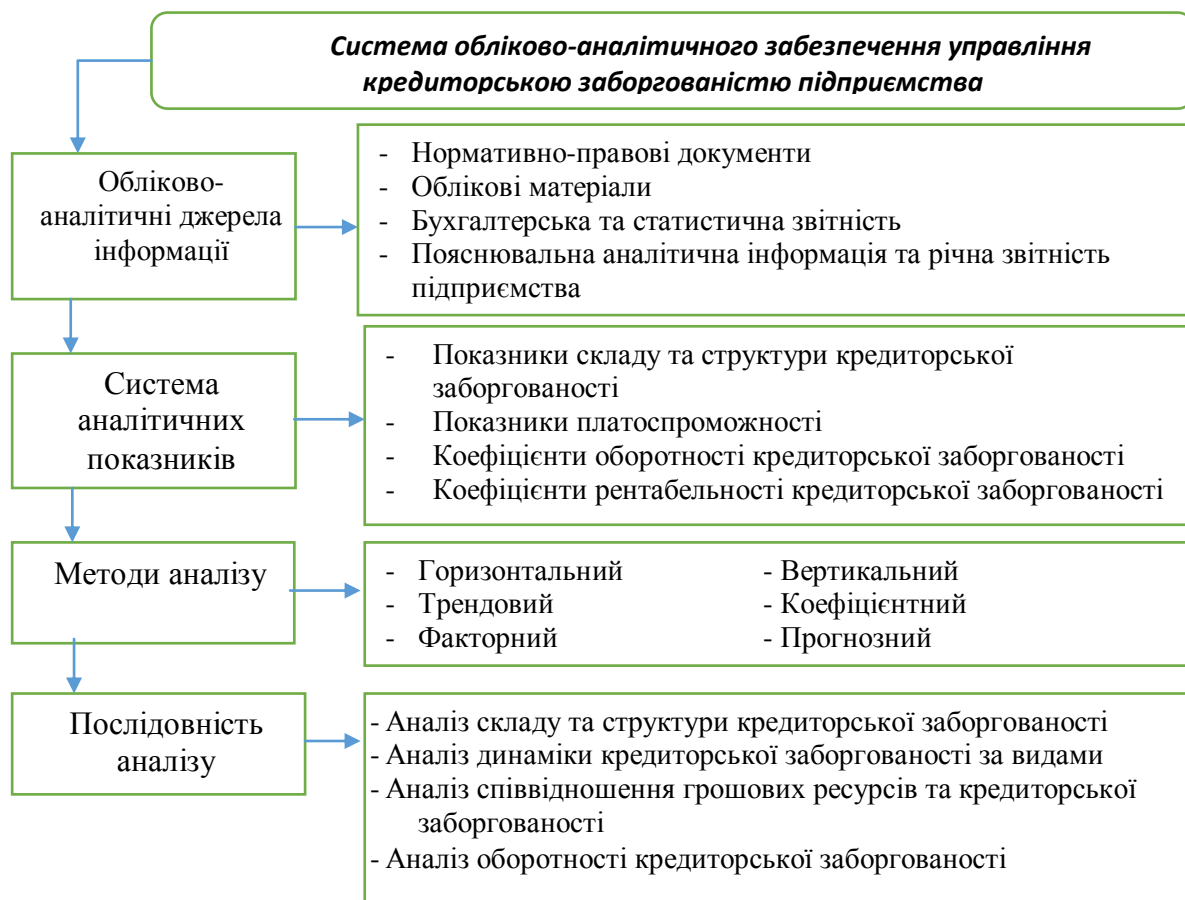 Система обліково-аналітичного забезпечення управління
кредиторською заборгованістю підприємства
Обліково-
аналітичні джерела
інформації
- Нормативно-правові документи
- Облікові матеріали
- Бухгалтерська та статистична звітність
- Пояснювальна аналітична інформація та річна звітність
підприємства
Система
аналітичних
показників
- Показники складу та структури кредиторської
заборгованості
- Показники платоспроможності
- Коефіцієнти оборотності кредиторської заборгованості
- Коефіцієнти рентабельності кредиторської заборгованості
Методи аналізу
- Горизонтальний - Вертикальний
- Трендовий - Коефіцієнтний
- Факторний - Прогнозний
Послідовність
аналізу
- Аналіз складу та структури кредиторської заборгованості
- Аналіз динаміки кредиторської заборгованості за видами
- Аналіз співвідношення грошових ресурсів та кредиторської
заборгованості
- Аналіз оборотності кредиторської заборгованості